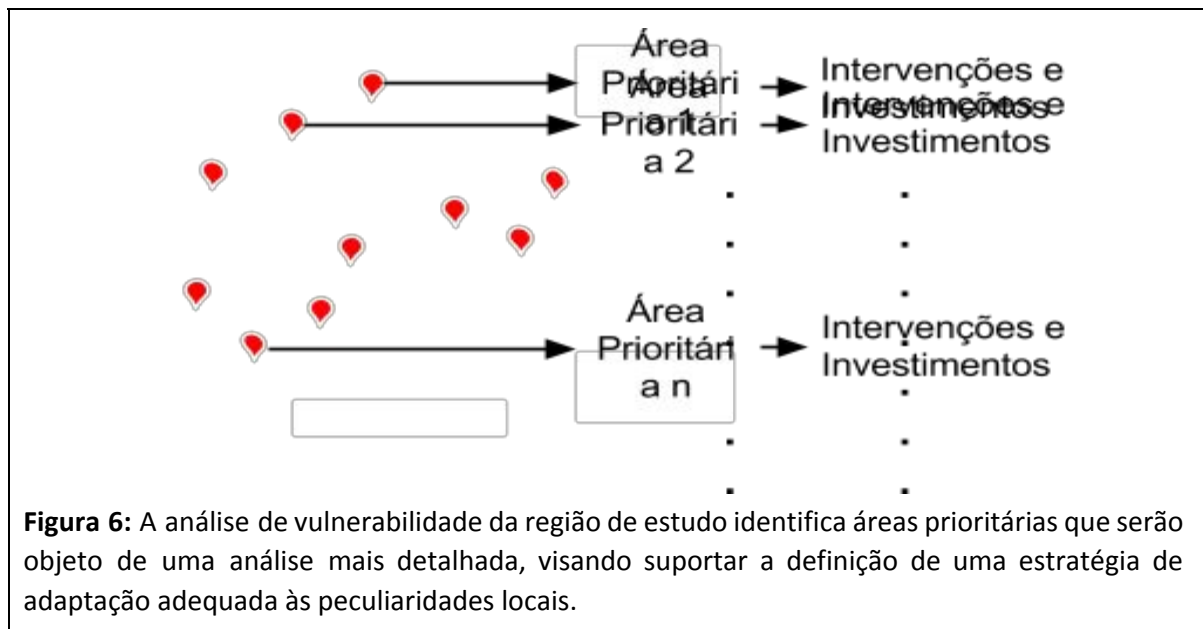 Área
Prioritári
a 1
Intervenções e
Investimentos
Área
Prioritári
a 2
Intervenções e
Investimentos
Área
Prioritári
a n
Intervenções e
Investimentos
Figura 6: A análise de vulnerabilidade da região de estudo identifica áreas prioritárias que serão
objeto de uma análise mais detalhada, visando suportar a definição de uma estratégia de
adaptação adequada às peculiaridades locais.